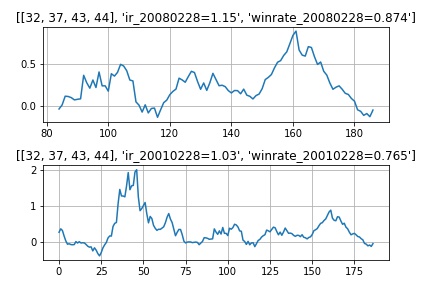 [[32, 37, 43, 44], 'ir_20080228=1.15', 'winrate_20080228=0.874']
0.5
0.0
80 100 120 140 160 180
[[32, 37, 43, 44], 'ir_20010228=1.03', 'winrate_20010228=0.765']
2
1
0
0 25 50 75 100 125 150 175